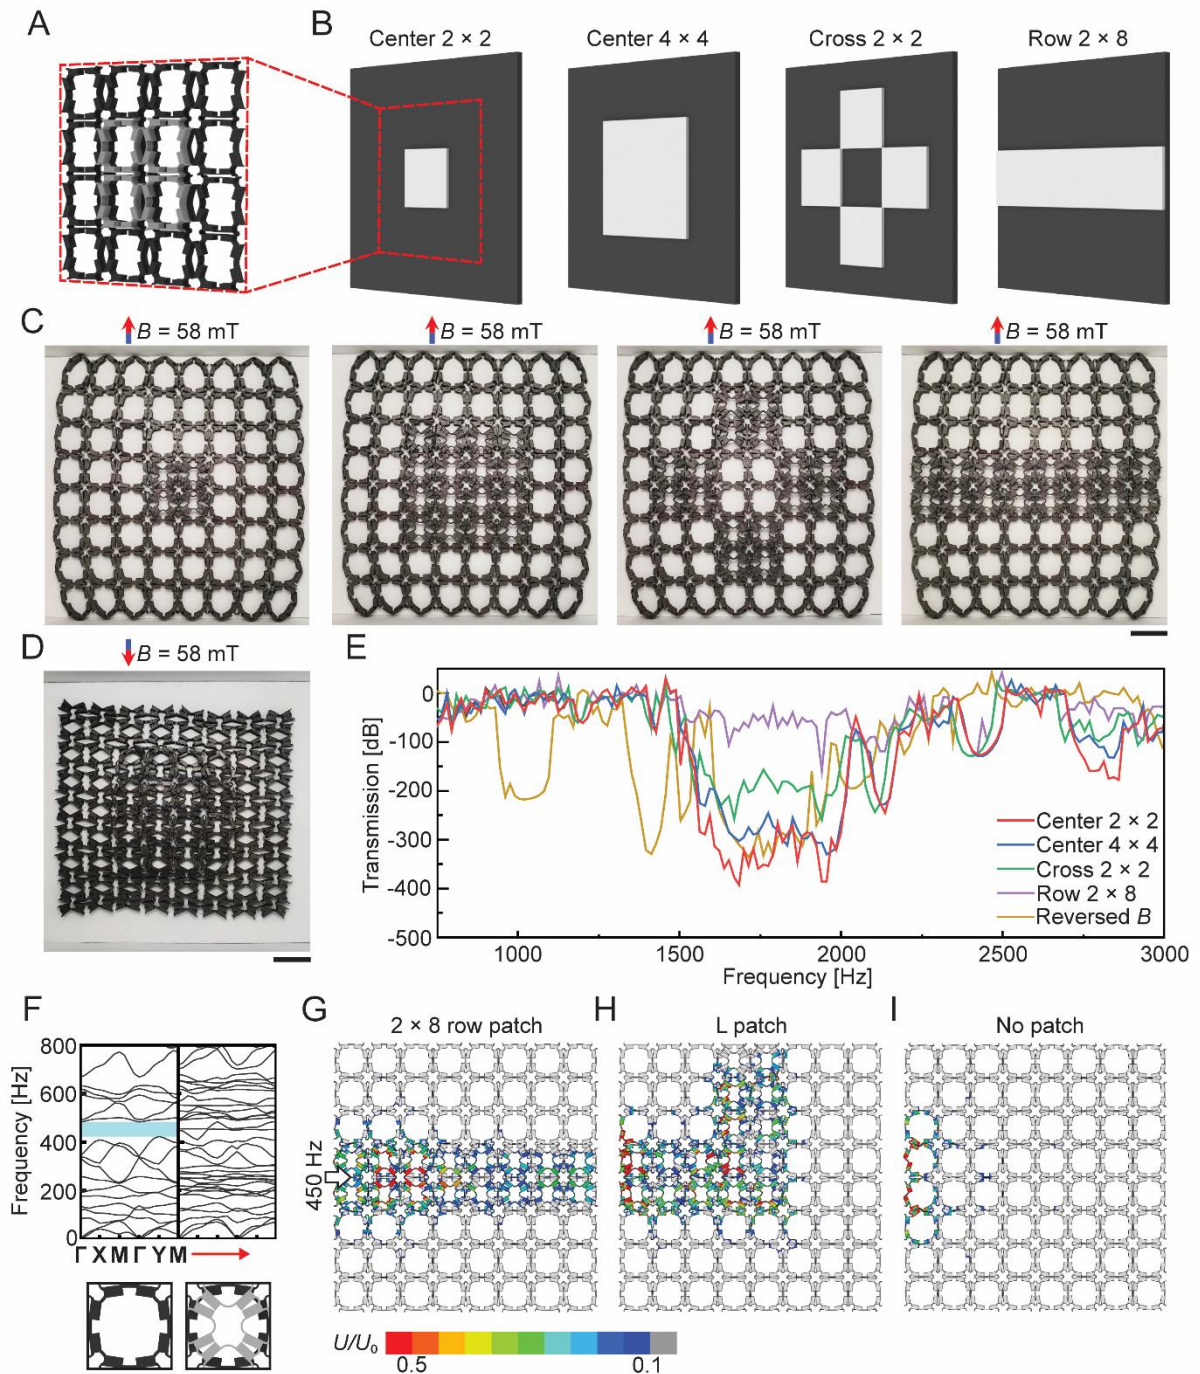 A
B
Center 2 × 2
Center 4 × 4
Cross 2 × 2
Row 2 × 8
C
B = 58 mT
B = 58 mT
B = 58 mT
B = 58 mT
D
B = 58 mT
E
Transmission [dB]
0
-100
-200
-300
-400
-500
1000
1500
2000
2500
3000
Frequency [Hz]
Center 2 × 2
Center 4 × 4
Cross 2 × 2
Row 2 × 8
Reversed B
F
Frequency [Hz]
800
600
400
200
0
Γ X M Γ Y M
G
2 × 8 row patch
450 Hz
H
L patch
I
No patch
U/U₀
0.5
0.1